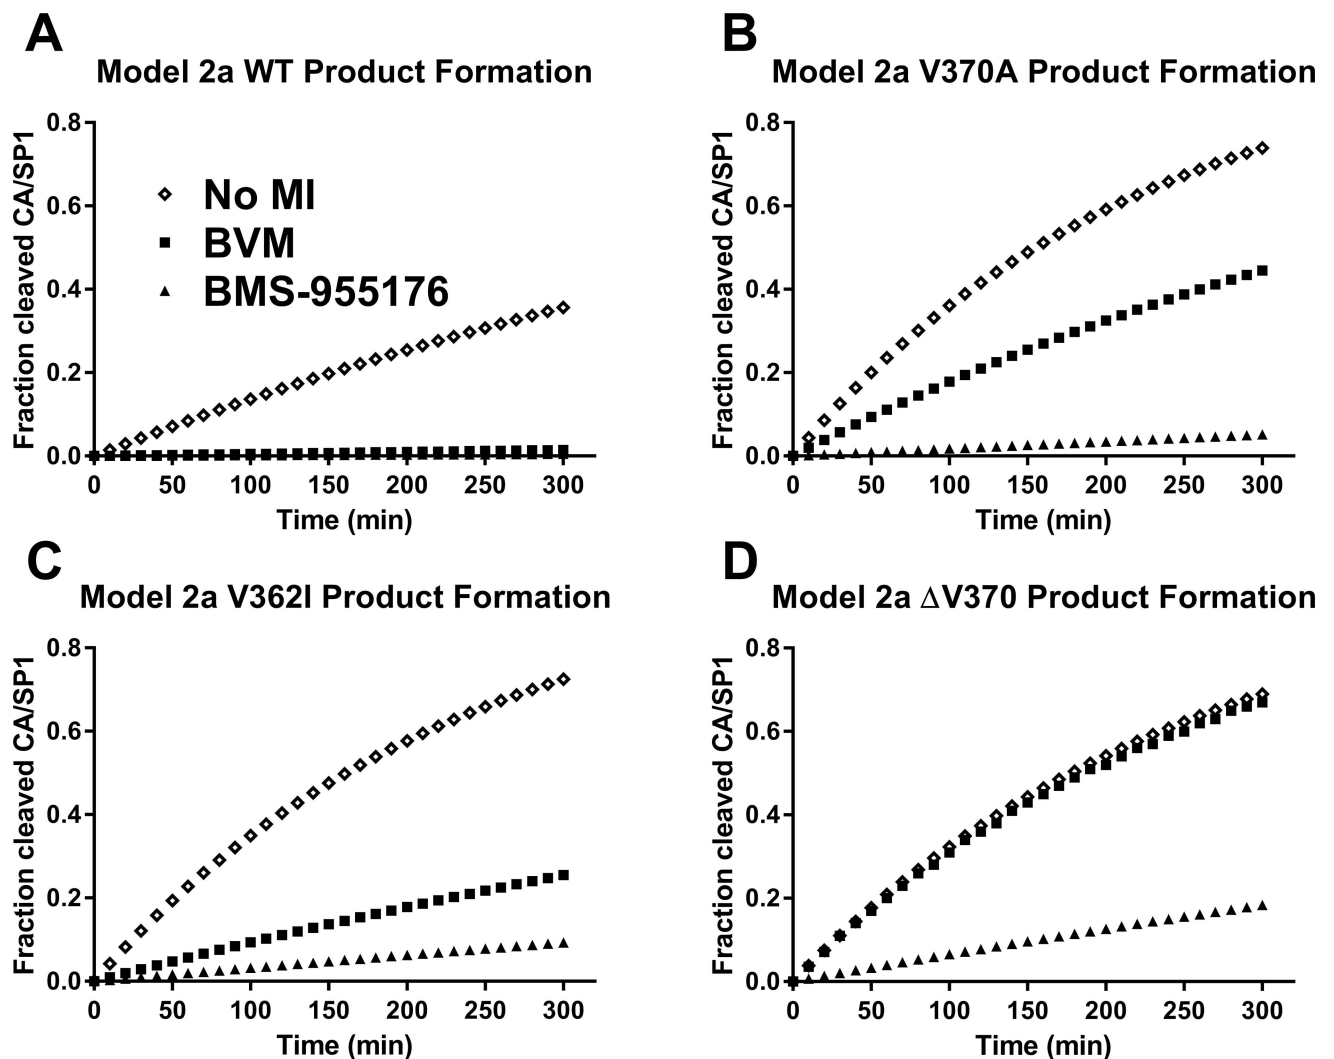 A
Model 2a WT Product Formation
Fraction cleaved CA/SP1
0.8
0.6
0.4
0.2
0.0
No MI
BVM
BMS-955176
0 50 100 150 200 250 300
Time (min)
B
Model 2a V370A Product Formation
Fraction cleaved CA/SP1
0.8
0.6
0.4
0.2
0.0
0 50 100 150 200 250 300
Time (min)
C
Model 2a V362I Product Formation
Fraction cleaved CA/SP1
0.8
0.6
0.4
0.2
0.0
0 50 100 150 200 250 300
Time (min)
D
Model 2a ΔV370 Product Formation
Fraction cleaved CA/SP1
0.8
0.6
0.4
0.2
0.0
0 50 100 150 200 250 300
Time (min)